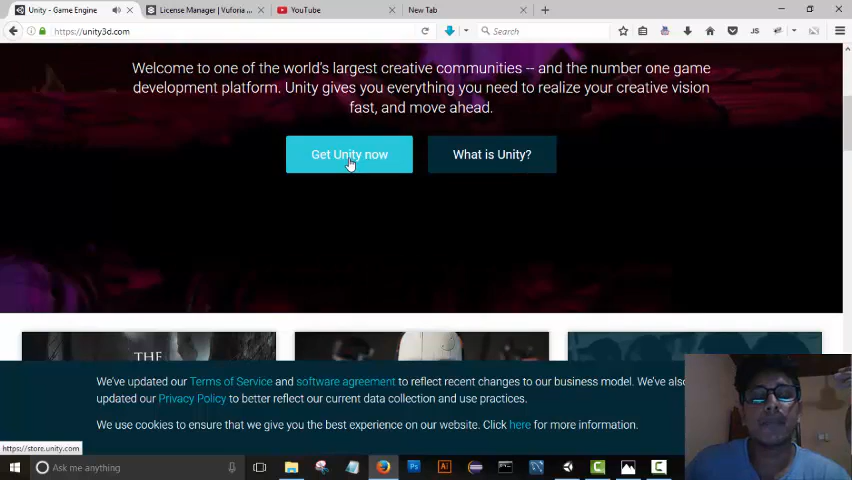 Unity - Game Engine
License Manager | Vuforia ...
YouTube
New Tab
https://unity3d.com
Search
JS
Welcome to one of the world's largest creative communities -- and the number one game
development platform. Unity gives you everything you need to realize your creative vision
fast, and move ahead.
Get Unity now
What is Unity?
THE
We've updated our Terms of Service and software agreement to reflect recent changes to our business model. We've also
updated our Privacy Policy to better reflect our current data collection and use practices.
We use cookies to ensure that we give you the best experience on our website. Click here for more information.
https://store.unity.com
Ask me anything
Ps
Ai